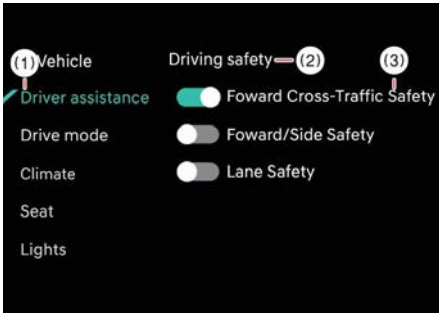 (1) Vehicle
Driving safety (2) (3)
Driver assistance
Foward Cross-Traffic Safety
Drive mode
Foward/Side Safety
Climate
Lane Safety
Seat
Lights